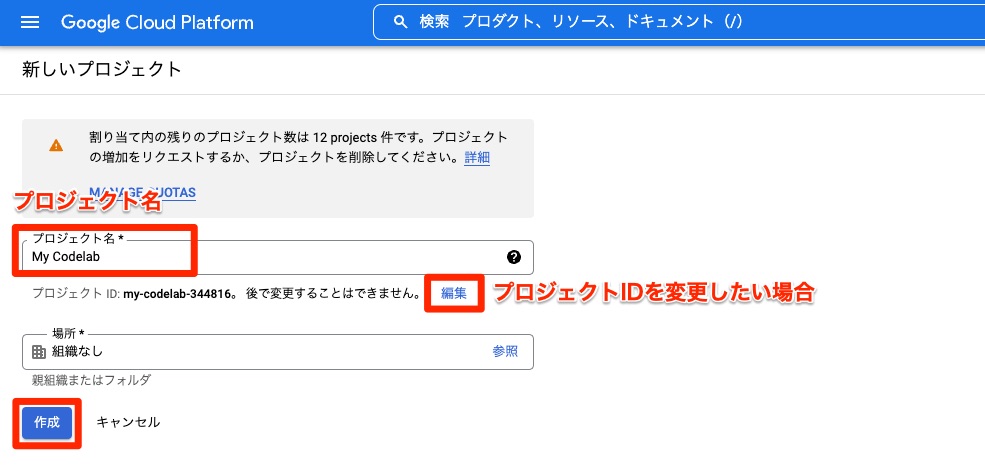 Google Cloud Platform
検索 プロダクト、リソース、ドキュメント（/）
新しいプロジェクト
割り当て内の残りのプロジェクト数は 12 projects 件です。プロジェクト
の増加をリクエストするか、プロジェクトを削除してください。詳細
MANAGE QUOTAS
プロジェクト名
プロジェクト名 *
My Codelab
プロジェクト ID: my-codelab-344816。 後で変更することはできません。 編集
プロジェクトIDを変更したい場合
場所 *
組織なし 参照
親組織またはフォルダ
作成 キャンセル